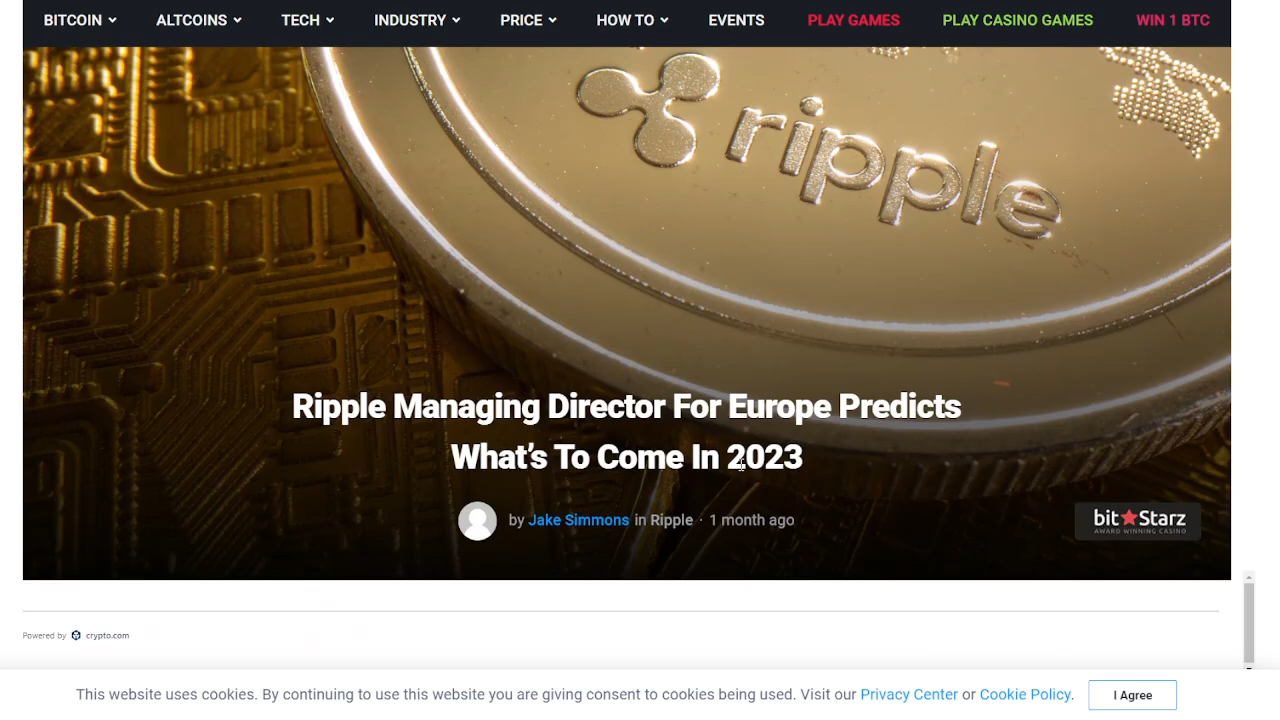 BITCOIN ALTCOINS TECH INDUSTRY PRICE HOW TO EVENTS PLAY GAMES PLAY CASINO GAMES WIN 1 BTC
ripple
Ripple Managing Director For Europe Predicts
What's To Come In 2023
by Jake Simmons in Ripple · 1 month ago
bit Starz
AWARD WINNING CASINO
Powered by crypto.com
This website uses cookies. By continuing to use this website you are giving consent to cookies being used. Visit our Privacy Center or Cookie Policy. I Agree